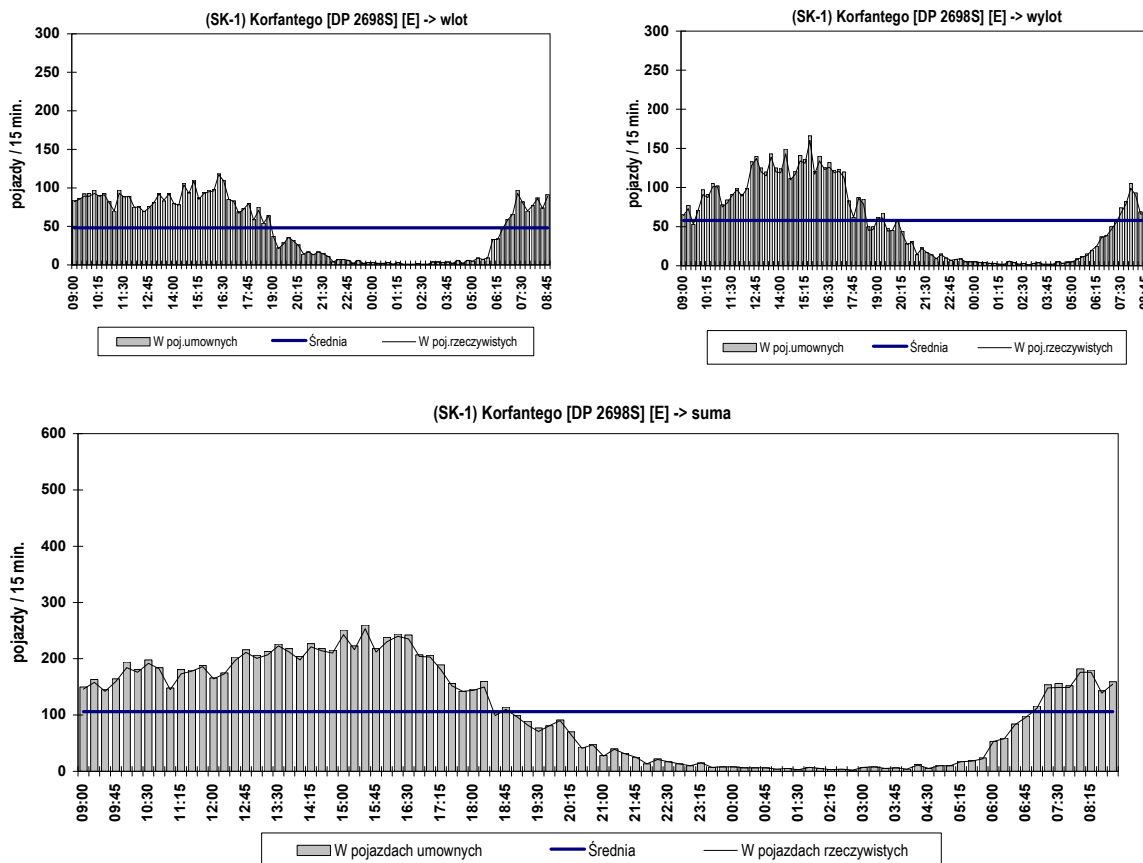 (SK-1) Korfantego [DP 2698S] [E] -> wlot
300
250
200
150
100
50
0
pojazdy / 15 min.
09:00 10:15 11:30 12:45 14:00 15:15 16:30 17:45 19:00 20:15 21:30 22:45 00:00 01:15 02:30 03:45 05:00 06:15 07:30 08:45
W poj.umownych Średnia W poj.rzeczywistych
(SK-1) Korfantego [DP 2698S] [E] -> wylot
300
250
200
150
100
50
0
pojazdy / 15 min.
09:00 10:15 11:30 12:45 14:00 15:15 16:30 17:45 19:00 20:15 21:30 22:45 00:00 01:15 02:30 03:45 05:00 06:15 07:30 08:45
W poj.umownych Średnia W poj.rzeczywistych
(SK-1) Korfantego [DP 2698S] [E] -> suma
600
500
400
300
200
100
0
pojazdy / 15 min.
09:00 09:45 10:30 11:15 12:00 12:45 13:30 14:15 15:00 15:45 16:30 17:15 18:00 18:45 19:30 20:15 21:00 21:45 22:30 23:15 00:00 00:45 01:30 02:15 03:00 03:45 04:30 05:15 06:00 06:45 07:30 08:15
W pojazdach umownych Średnia W pojazdach rzeczywistych